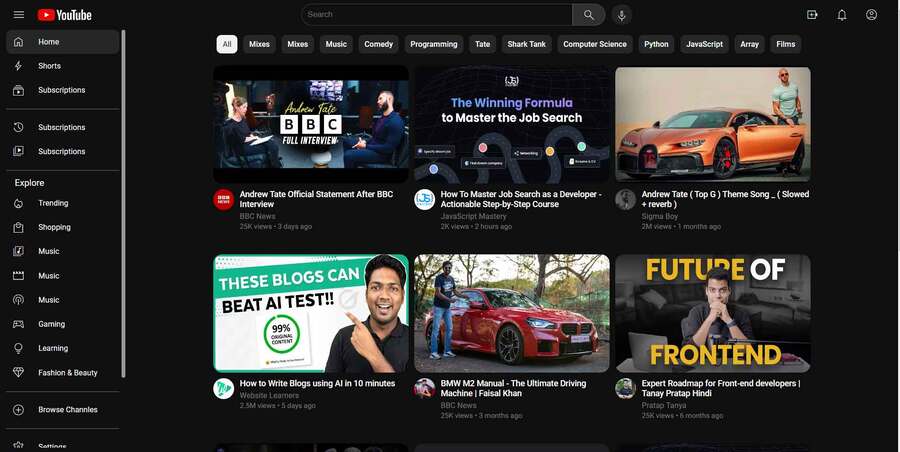 YouTube
Search
Home
Shorts
Subscriptions
Subscriptions
Subscriptions
Explore
Trending
Shopping
Music
Music
Music
Gaming
Learning
Fashion & Beauty
Browse Channles
Settings
All
Mixes
Mixes
Music
Comedy
Programming
Tate
Shark Tank
Computer Science
Python
JavaScript
Array
Films
Andrew Tate
BBC
FULL INTERVIEW
BBC
NEWS
Andrew Tate Official Statement After BBC
Interview
BBC News
25K views • 3 days ago
JS
The Winning Formula
to Master the Job Search
Networking
Resume & CV
JS
How To Master Job Search as a Developer -
Actionable Step-by-Step Course
JavaScript Mastery
2K views • 2 hours ago
Andrew Tate ( Top G ) Theme Song _ ( Slowed
+ reverb )
Sigma Boy
2M views • 1 months ago
THESE BLOGS CAN
BEAT AI TEST!!
99%
ORIGINAL
CONTENT
How to Write Blogs using AI in 10 minutes
Website Learners
2.5M views • 5 days ago
BMW M2 Manual - The Ultimate Driving
Machine | Faisal Khan
BBC News
25K views • 3 months ago
FUTURE OF
FRONTEND
Expert Roadmap for Front-end developers |
Tanay Pratap Hindi
Pratap Tanya
25K views • 6 months ago